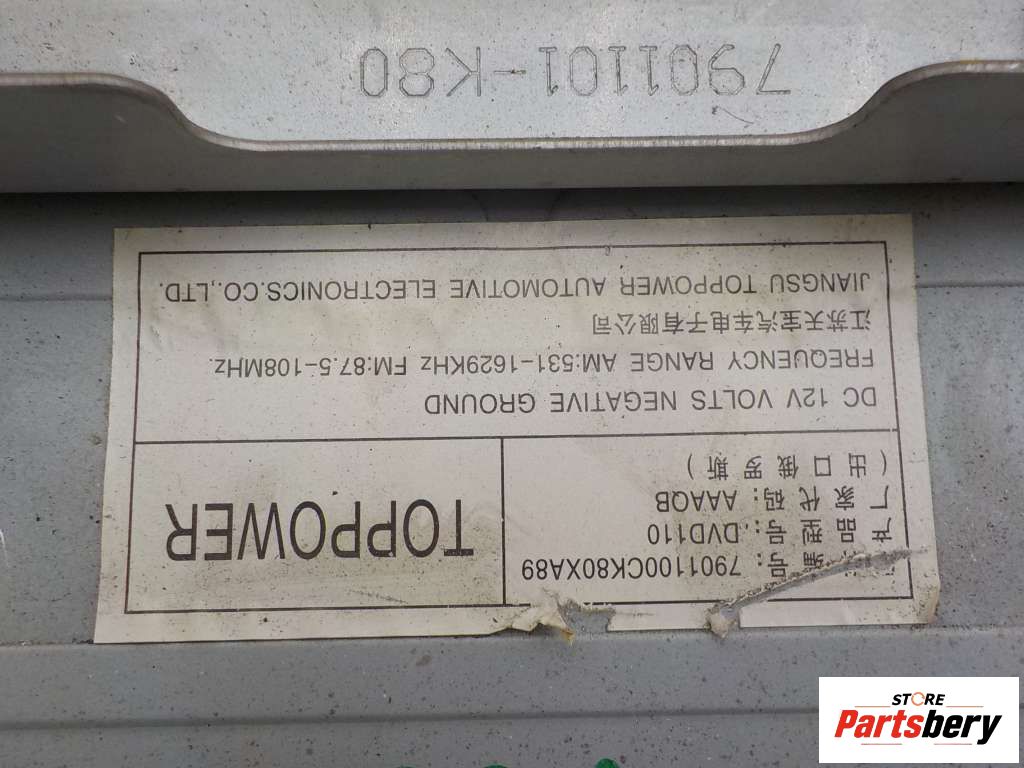 编号: 7901100CK80XA89
产品型号: DVD110
厂家代码: AAAQB
(出口俄罗斯)
TOPPOWER
DC 12V VOLTS NEGATIVE GROUND
FREQUENCY RANGE AM:531-1629KHz FM:87.5-108MHz.
江苏天宝汽车电子有限公司
JIANGSU TOPPOWER AUTOMOTIVE ELECTRONICS.CO.,LTD.
7901101-K80
STORE
Partsbery